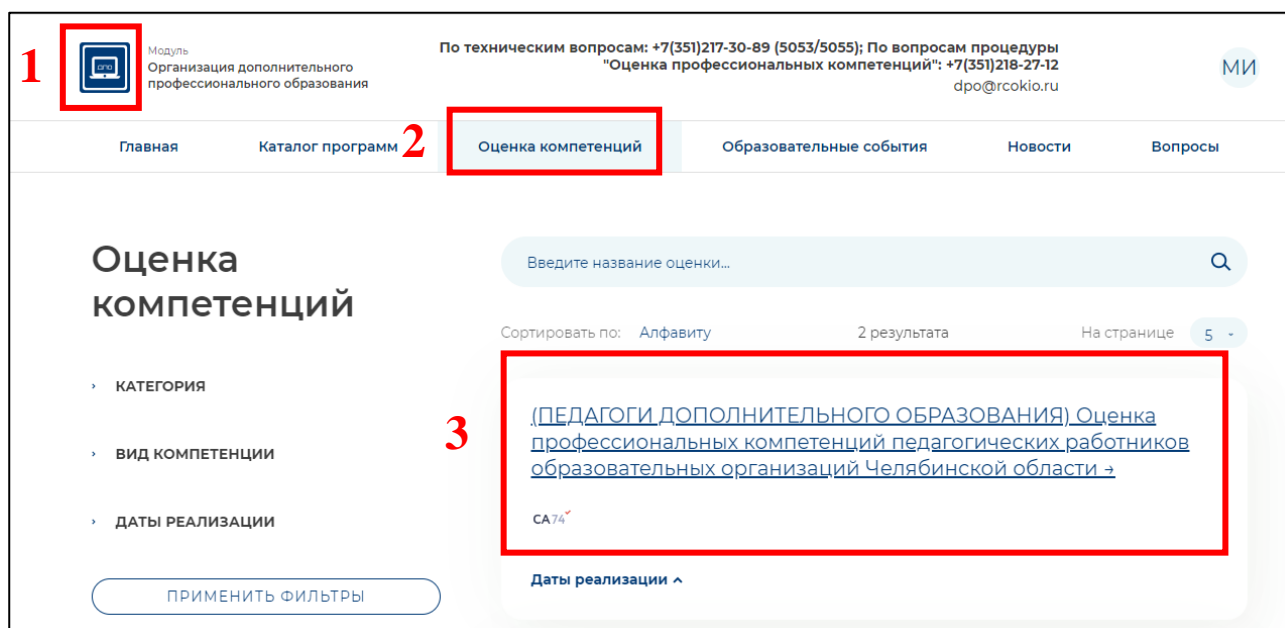 1
Модуль
Организация дополнительного
профессионального образования
По техническим вопросам: +7(351)217-30-89 (5053/5055); По вопросам процедуры
"Оценка профессиональных компетенций": +7(351)218-27-12
dpo@rcokio.ru
МИ
Главная
Каталог программ
2
Оценка компетенций
Образовательные события
Новости
Вопросы
Оценка
компетенций
Введите название оценки...
Сортировать по: Алфавиту
2 результата
На странице 5
КАТЕГОРИЯ
ВИД КОМПЕТЕНЦИИ
ДАТЫ РЕАЛИЗАЦИИ
ПРИМЕНИТЬ ФИЛЬТРЫ
3
(ПЕДАГОГИ ДОПОЛНИТЕЛЬНОГО ОБРАЗОВАНИЯ) Оценка
профессиональных компетенций педагогических работников
образовательных организаций Челябинской области →
СА74
Даты реализации